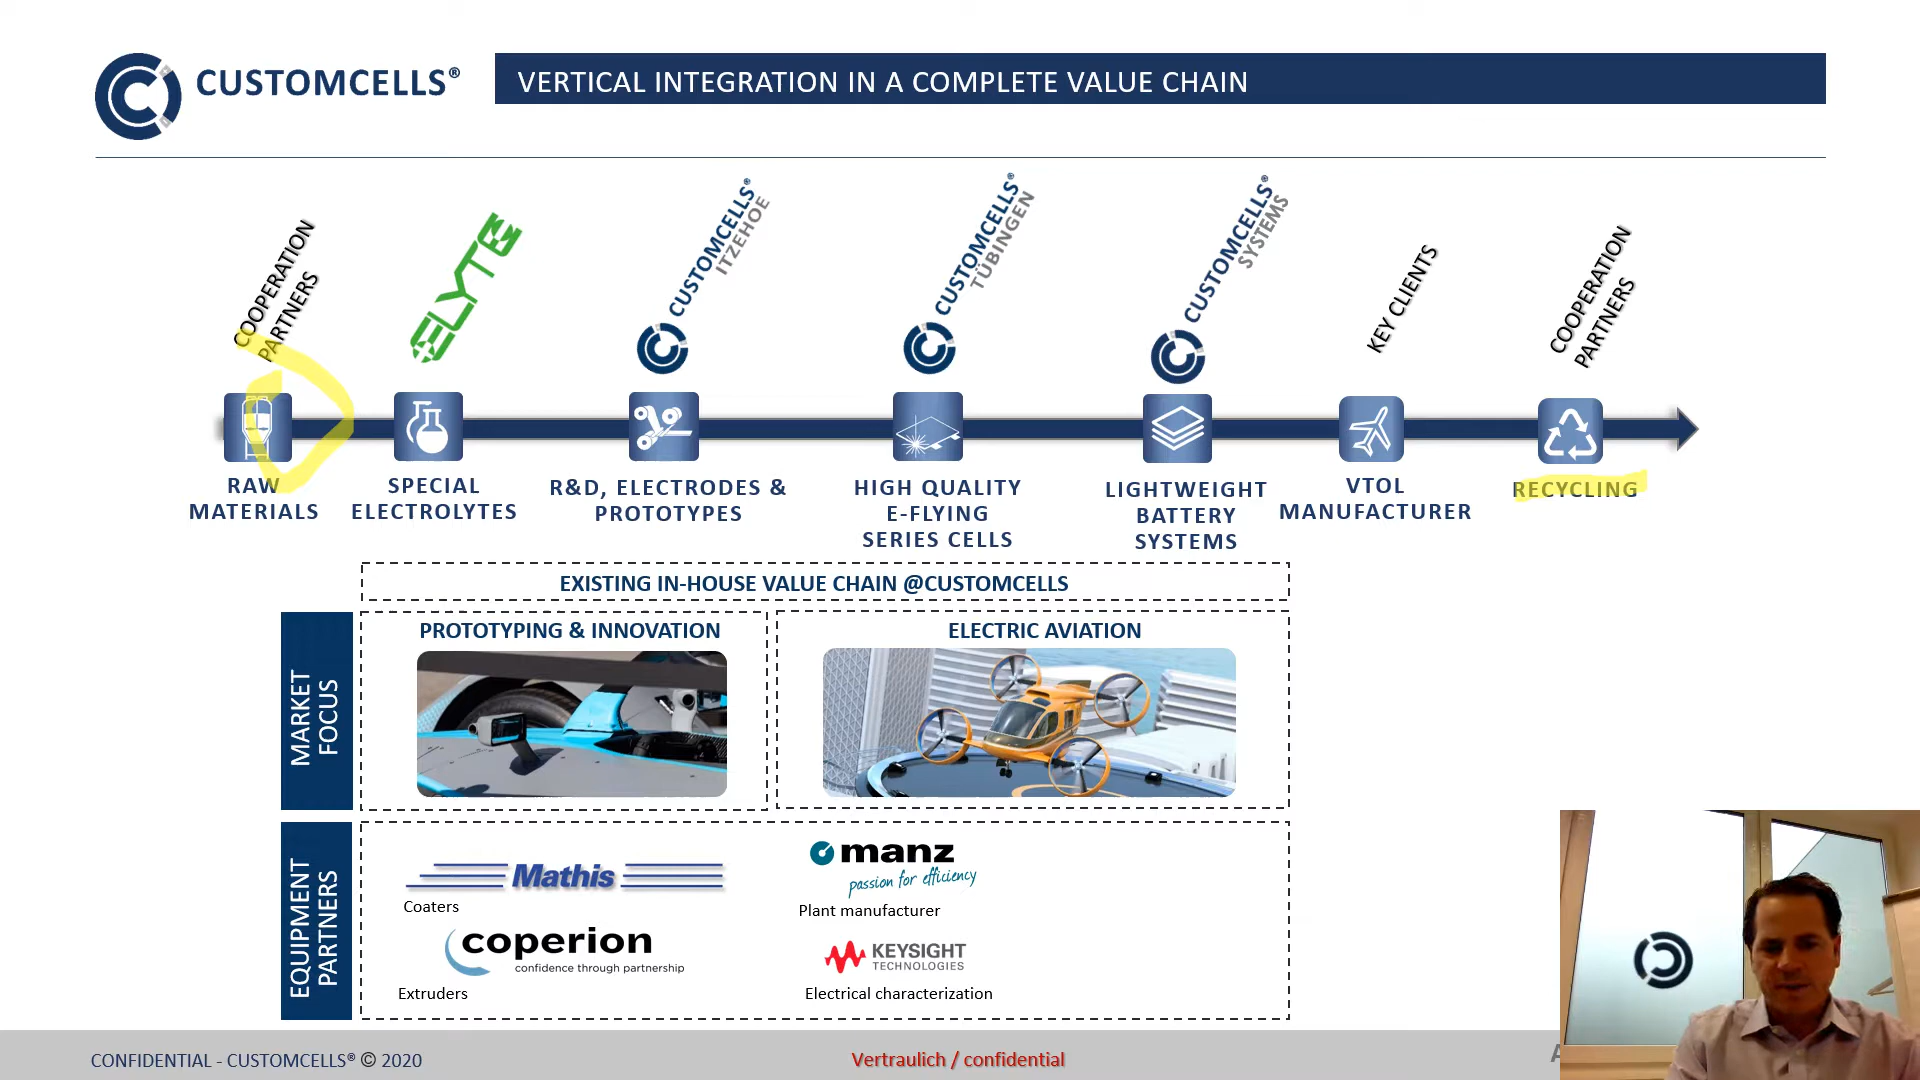 CUSTOMCELLS®
VERTICAL INTEGRATION IN A COMPLETE VALUE CHAIN
COOPERATION
PARTNERS
ELYTE
CUSTOMCELLS®
ITZEHOE
CUSTOMCELLS®
TÜBINGEN
CUSTOMCELLS®
SYSTEMS
KEY CLIENTS
COOPERATION
PARTNERS
RAW
MATERIALS
SPECIAL
ELECTROLYTES
R&D, ELECTRODES &
PROTOTYPES
HIGH QUALITY
E-FLYING
SERIES CELLS
LIGHTWEIGHT
BATTERY
SYSTEMS
VTOL
MANUFACTURER
RECYCLING
EXISTING IN-HOUSE VALUE CHAIN @CUSTOMCELLS
MARKET
FOCUS
PROTOTYPING & INNOVATION
ELECTRIC AVIATION
EQUIPMENT
PARTNERS
Mathis
Coaters
manz
passion for efficiency
Plant manufacturer
coperion
confidence through partnership
Extruders
KEYSIGHT
TECHNOLOGIES
Electrical characterization
CONFIDENTIAL - CUSTOMCELLS® © 2020
Vertraulich / confidential